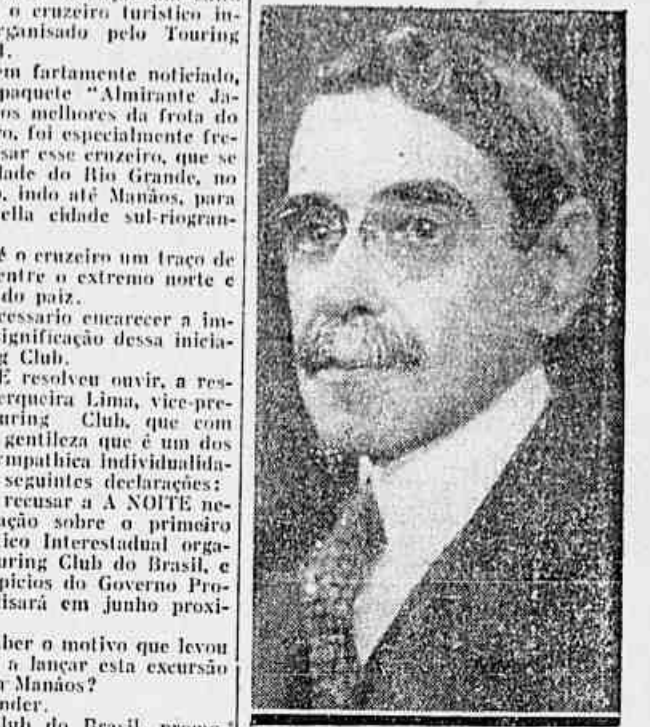 o cruzeiro turistico in-
rganisado pelo Touring
l.
em fartamente noticiado,
paquete "Almirante Ja-
os melhores da frota do
o, foi especialmente fre-
sar esse cruzeiro, que se
dade do Rio Grande, no
o, indo até Manáos, para
ella cidade sul-riogran-
é o cruzeiro um traço de
entre o extremo norte e
do paiz.
cessario encarecer a im-
significação dessa inicia-
ng Club.
E resolveu ouvir, a res-
erqueira Lima, vice-pre-
uring Club, que com
gentileza que é um dos
ympathica individualida-
seguintes declarações:
recusar a A NOITE ne-
ação sobre o primeiro
ico Interestadual orga-
uring Club do Brasil, e
picios do Governo Pro-
lisará em junho proxi-
ber o motivo que levou
a lançar esta excursão
a Manáos?
nder.
lub do Brasil